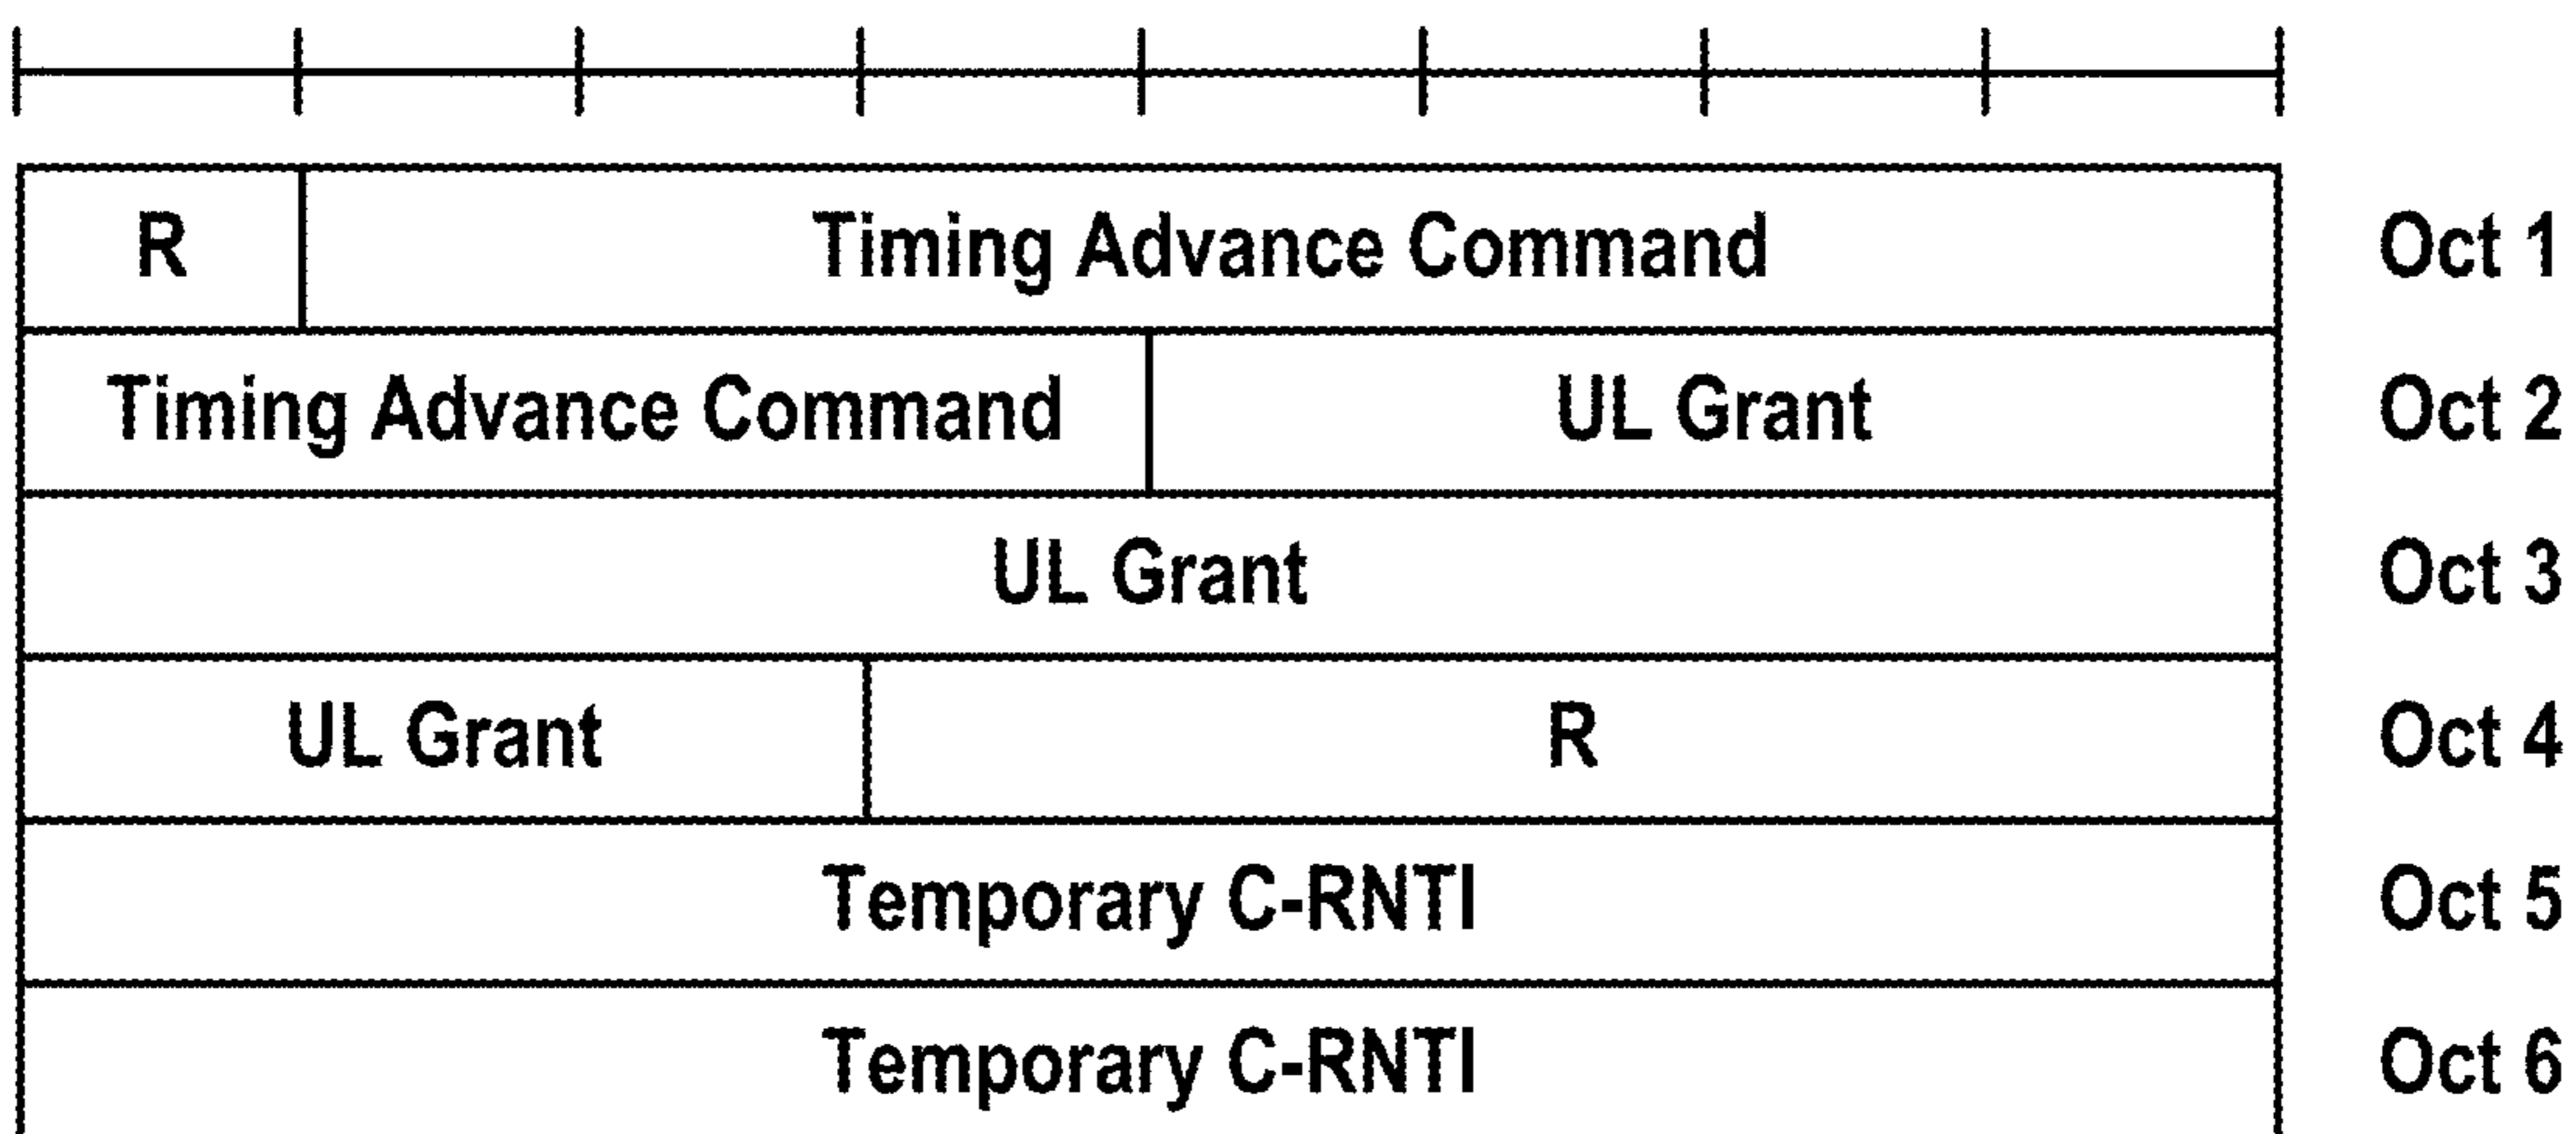 R Timing Advance Command Oct 1
Timing Advance Command UL Grant Oct 2
UL Grant Oct 3
UL Grant R Oct 4
Temporary C-RNTI Oct 5
Temporary C-RNTI Oct 6